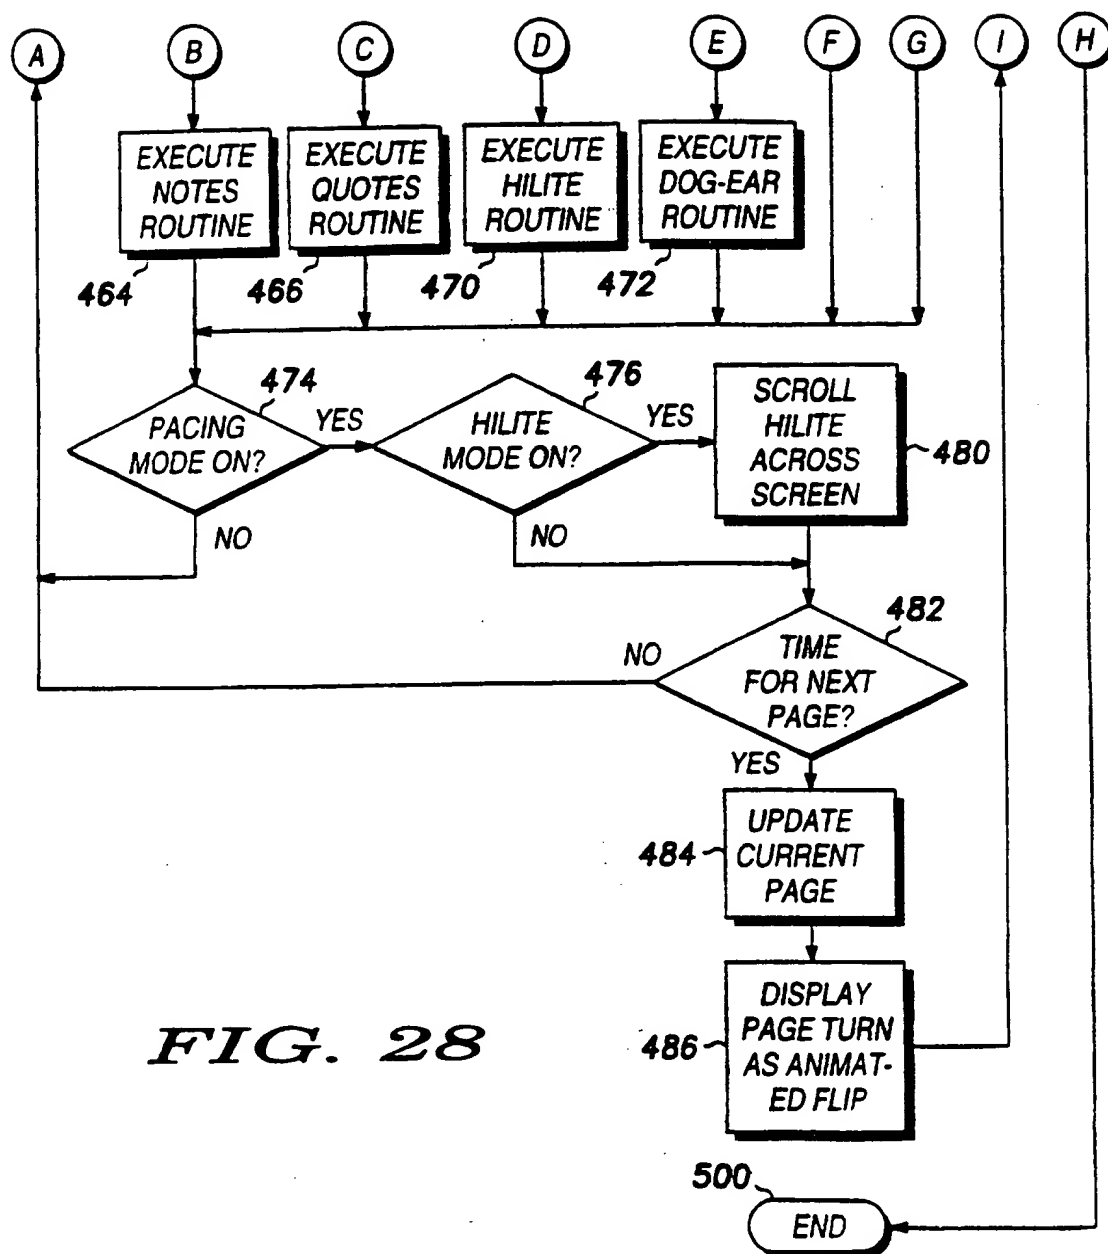 A B C D E F G I H
EXECUTE
NOTES
ROUTINE
464
EXECUTE
QUOTES
ROUTINE
466
EXECUTE
HILITE
ROUTINE
470
EXECUTE
DOG-EAR
ROUTINE
472
PACING
MODE ON?
474
YES
NO
HILITE
MODE ON?
476
YES
NO
SCROLL
HILITE
ACROSS
SCREEN
480
TIME
FOR NEXT
PAGE?
482
NO
YES
UPDATE
CURRENT
PAGE
484
DISPLAY
PAGE TURN
AS ANIMAT-
ED FLIP
486
FIG. 28
500
END